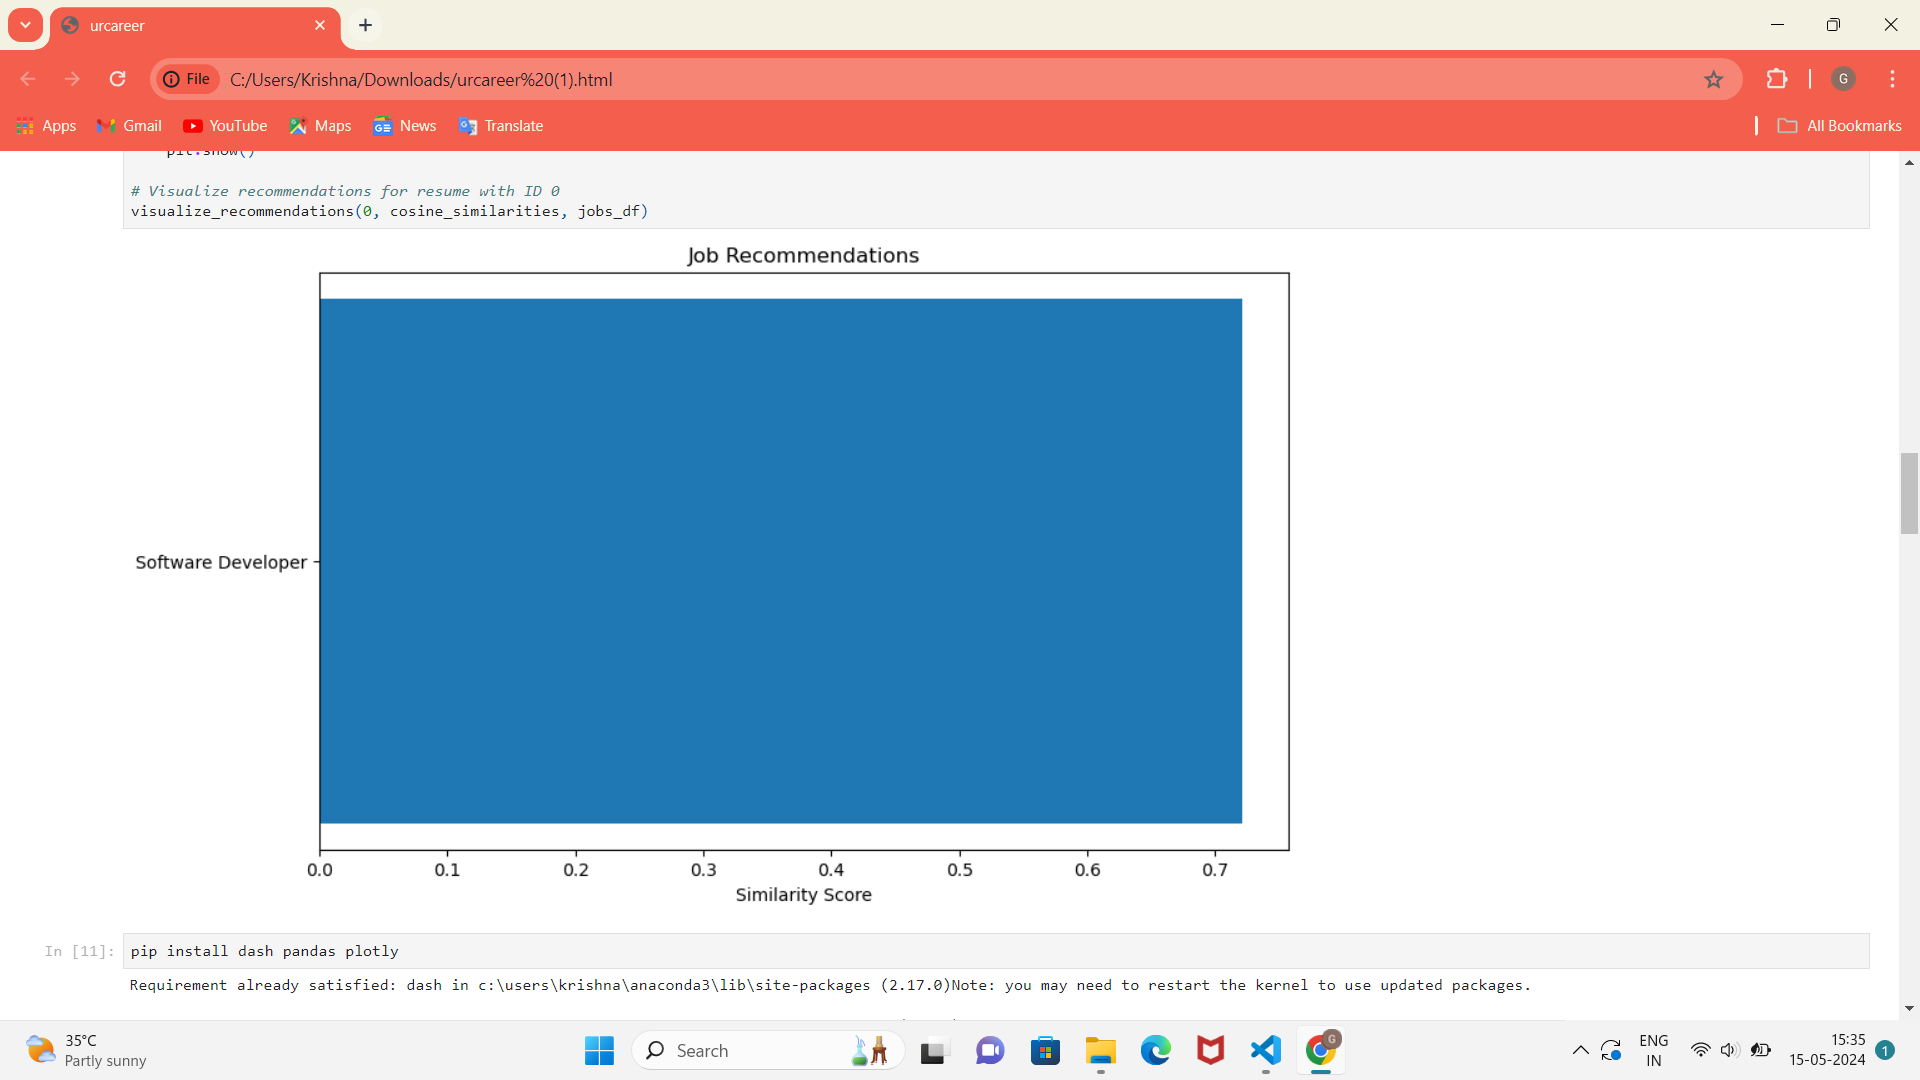 urcareer
File C:/Users/Krishna/Downloads/urcareer%20(1).html G
Apps Gmail YouTube Maps News Translate All Bookmarks
plt.show()
# Visualize recommendations for resume with ID 0
visualize_recommendations(0, cosine_similarities, jobs_df)
Job Recommendations
Software Developer
0.0 0.1 0.2 0.3 0.4 0.5 0.6 0.7
Similarity Score
In [11]: pip install dash pandas plotly
Requirement already satisfied: dash in c:\users\krishna\anaconda3\lib\site-packages (2.17.0)Note: you may need to restart the kernel to use updated packages.
35°C
Partly sunny
Search
G
ENG
IN
15:35
15-05-2024
1